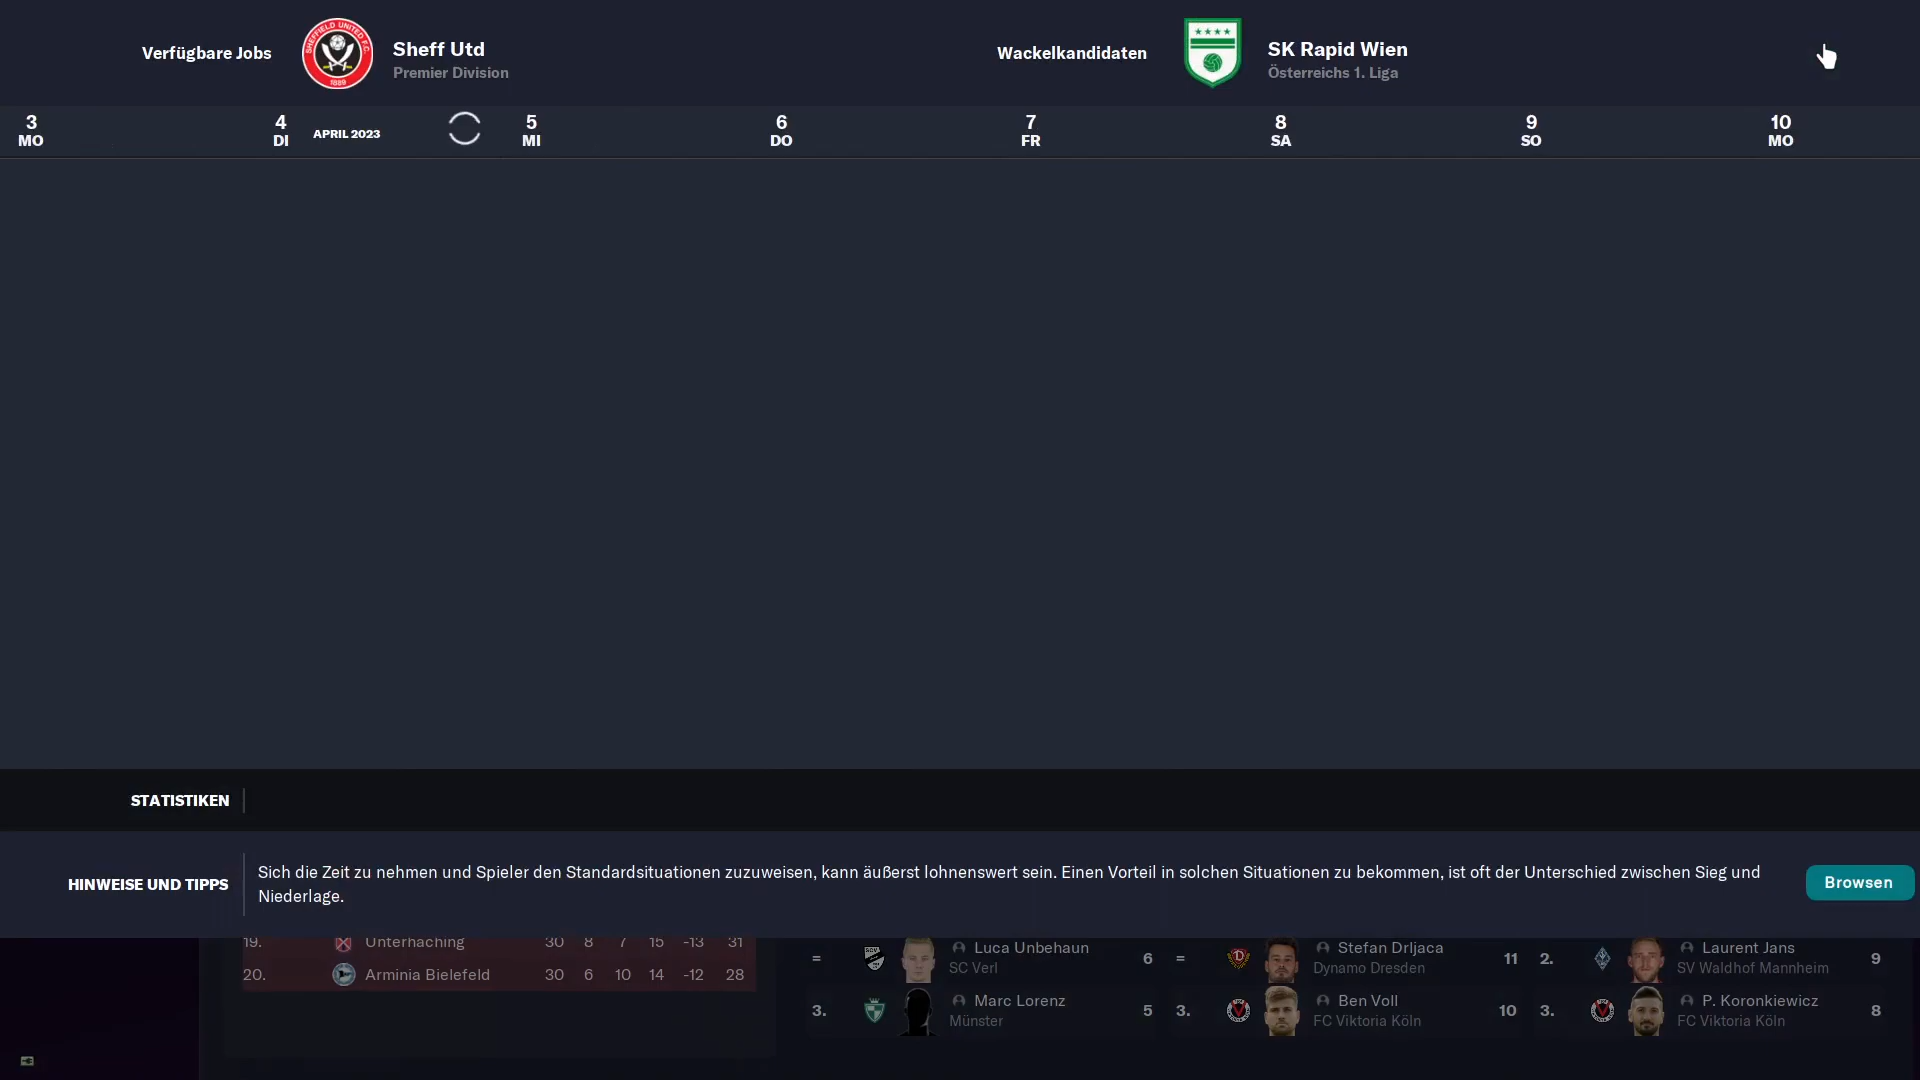 Verfügbare Jobs
Sheff Utd
Premier Division
Wackelkandidaten
SK Rapid Wien
Österreichs 1. Liga
3 4 5 6 7 8 9 10
MO DI APRIL 2023 MI DO FR SA SO MO
STATISTIKEN
HINWEISE UND TIPPS
Sich die Zeit zu nehmen und Spieler den Standardsituationen zuzuweisen, kann äußerst lohnenswert sein. Einen Vorteil in solchen Situationen zu bekommen, ist oft der Unterschied zwischen Sieg und
Niederlage.
Browsen
19. Unterhaching 30 8 7 15 -13 31
20. Arminia Bielefeld 30 6 10 14 -12 28
= Luca Unbehaun 6
SC Verl
3. Marc Lorenz 5
Münster
= Stefan Drljaca 11
Dynamo Dresden
3. Ben Voll 10
FC Viktoria Köln
2. Laurent Jans 9
SV Waldhof Mannheim
3. P. Koronkiewicz 8
FC Viktoria Köln